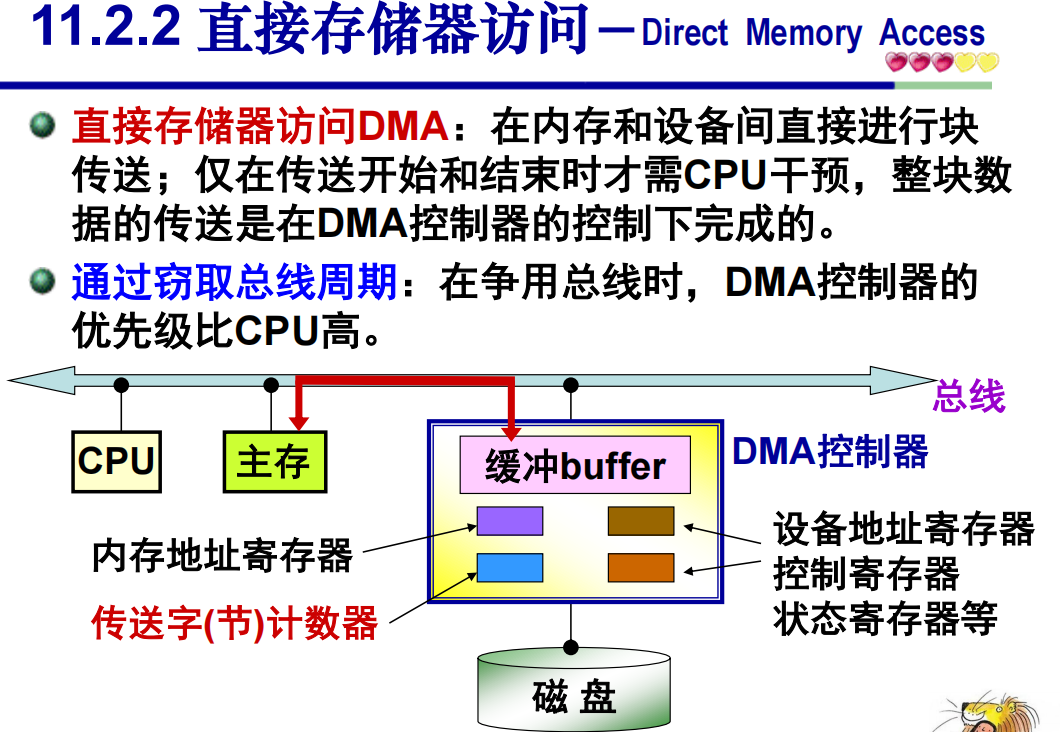 11.2.2 直接存储器访问－Direct Memory Access
直接存储器访问DMA：在内存和设备间直接进行块
传送；仅在传送开始和结束时才需CPU干预，整块数
据的传送是在DMA控制器的控制下完成的。
通过窃取总线周期：在争用总线时，DMA控制器的
优先级比CPU高。
总线
CPU
主存
缓冲buffer
DMA控制器
内存地址寄存器
传送字(节)计数器
设备地址寄存器
控制寄存器
状态寄存器等
磁 盘